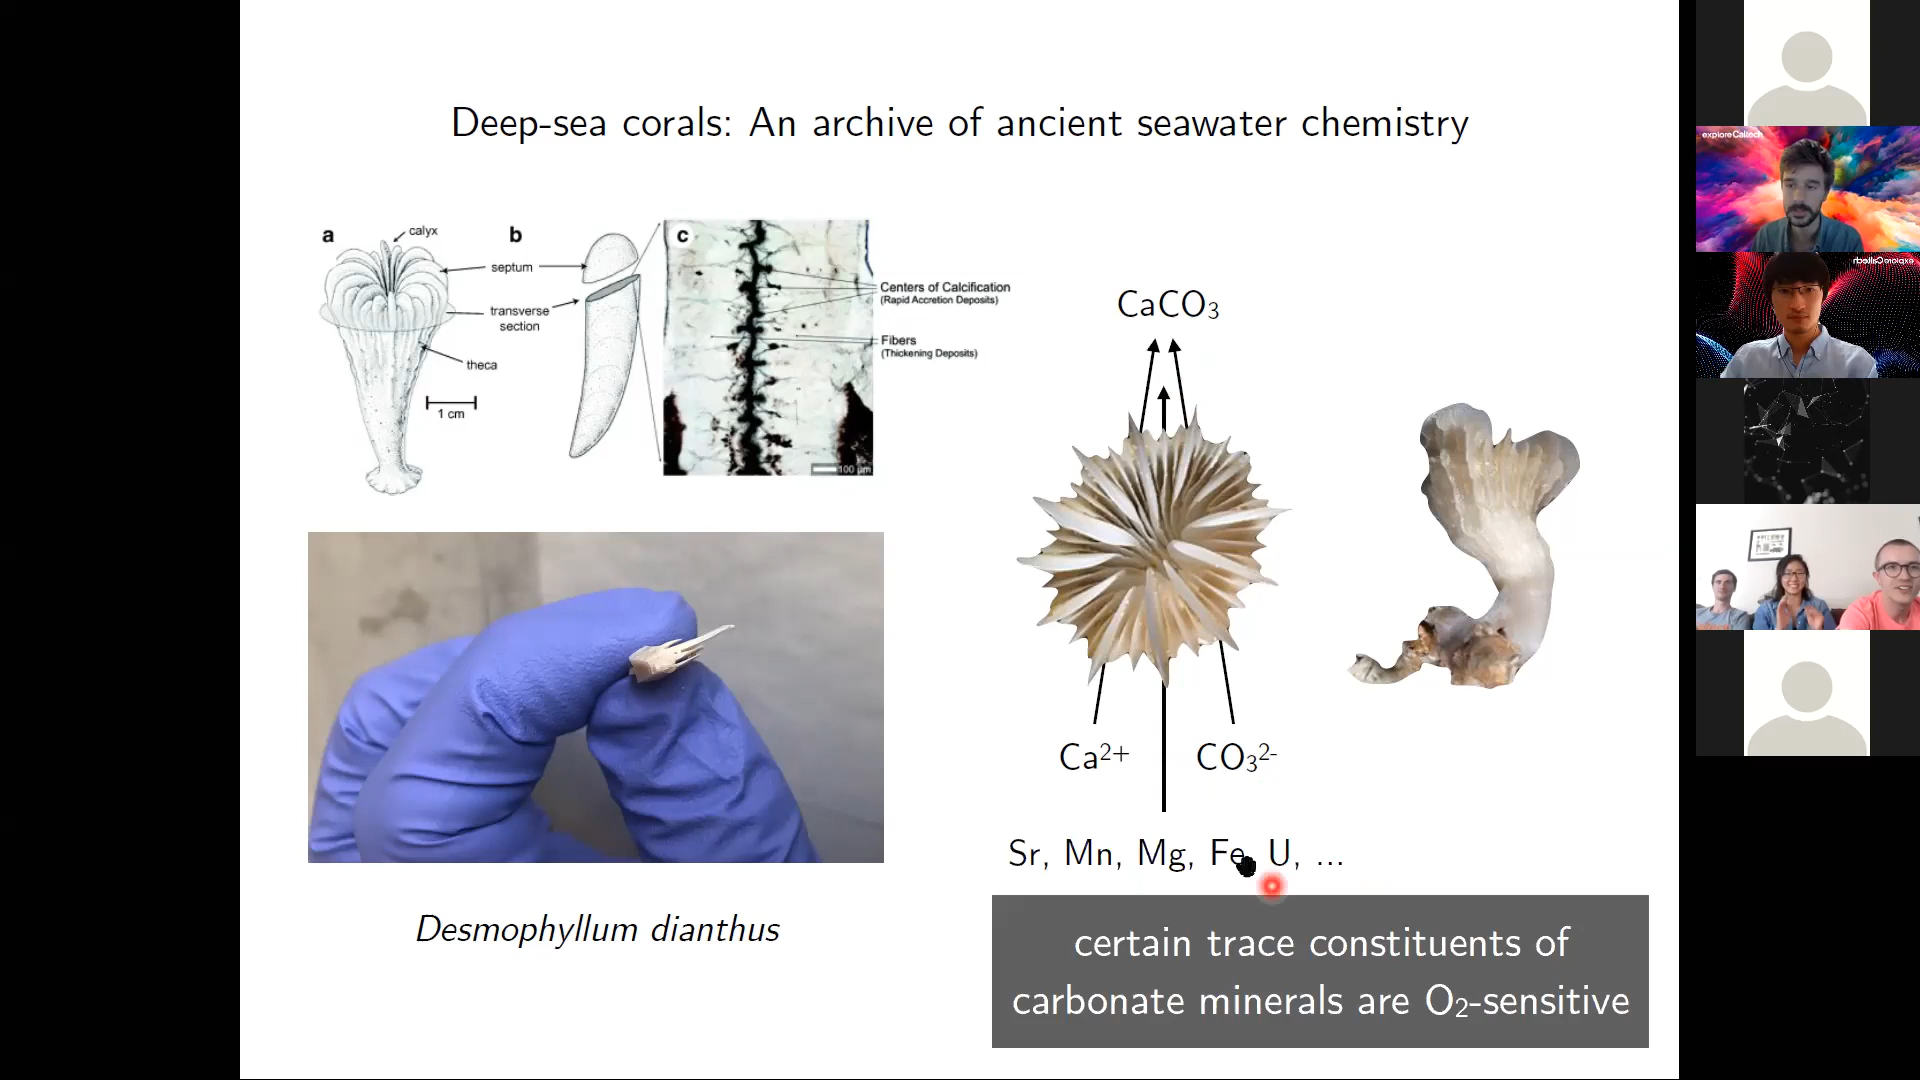 Deep-sea corals: An archive of ancient seawater chemistry
a
calyx
b
septum
transverse
section
theca
1 cm
c
100 µm
Centers of Calcification
(Rapid Accretion Deposits)
Fibers
(Thickening Deposits)
CaCO₃
Ca²⁺
CO₃²⁻
Sr, Mn, Mg, Fe, U, ...
Desmophyllum dianthus
certain trace constituents of
carbonate minerals are O₂-sensitive
exploreCaltech
exploreCaltech